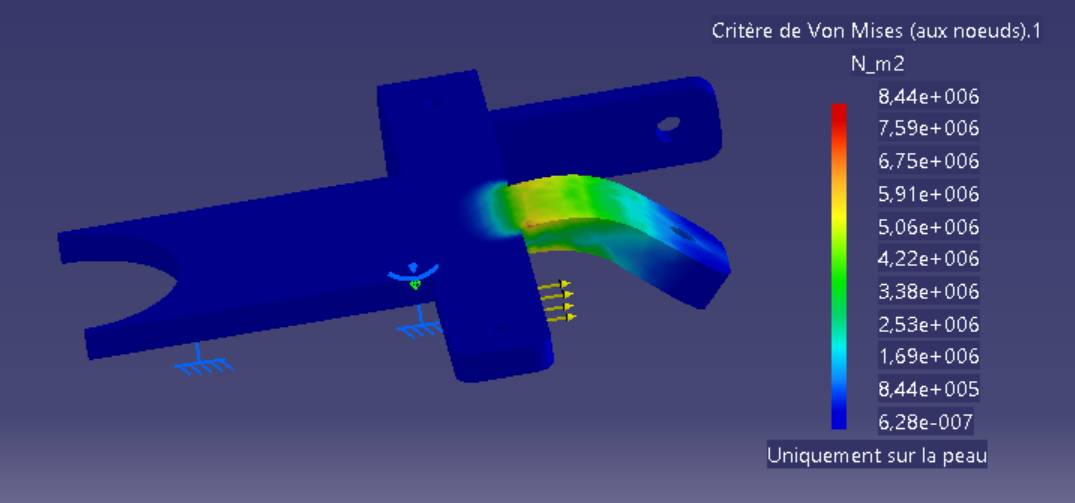 Critère de Von Mises (aux noeuds).1
N_m2
8,44e+006
7,59e+006
6,75e+006
5,91e+006
5,06e+006
4,22e+006
3,38e+006
2,53e+006
1,69e+006
8,44e+005
6,28e-007
Uniquement sur la peau